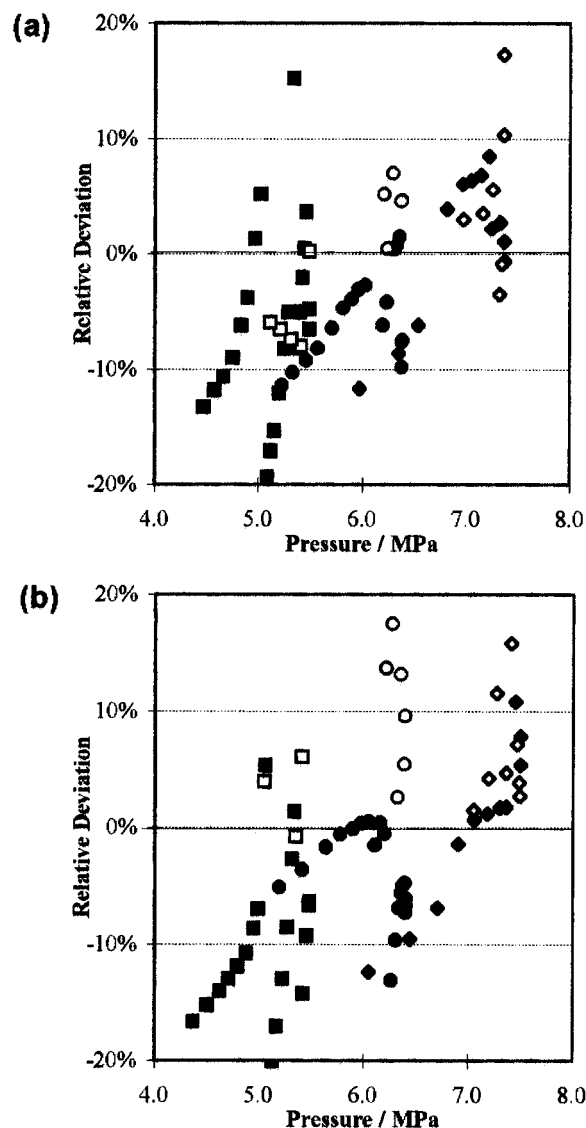 (a)
20%
10%
0%
-10%
-20%
Relative Deviation
4.0 5.0 6.0 7.0 8.0
Pressure / MPa
(b)
20%
10%
0%
-10%
-20%
Relative Deviation
4.0 5.0 6.0 7.0 8.0
Pressure / MPa